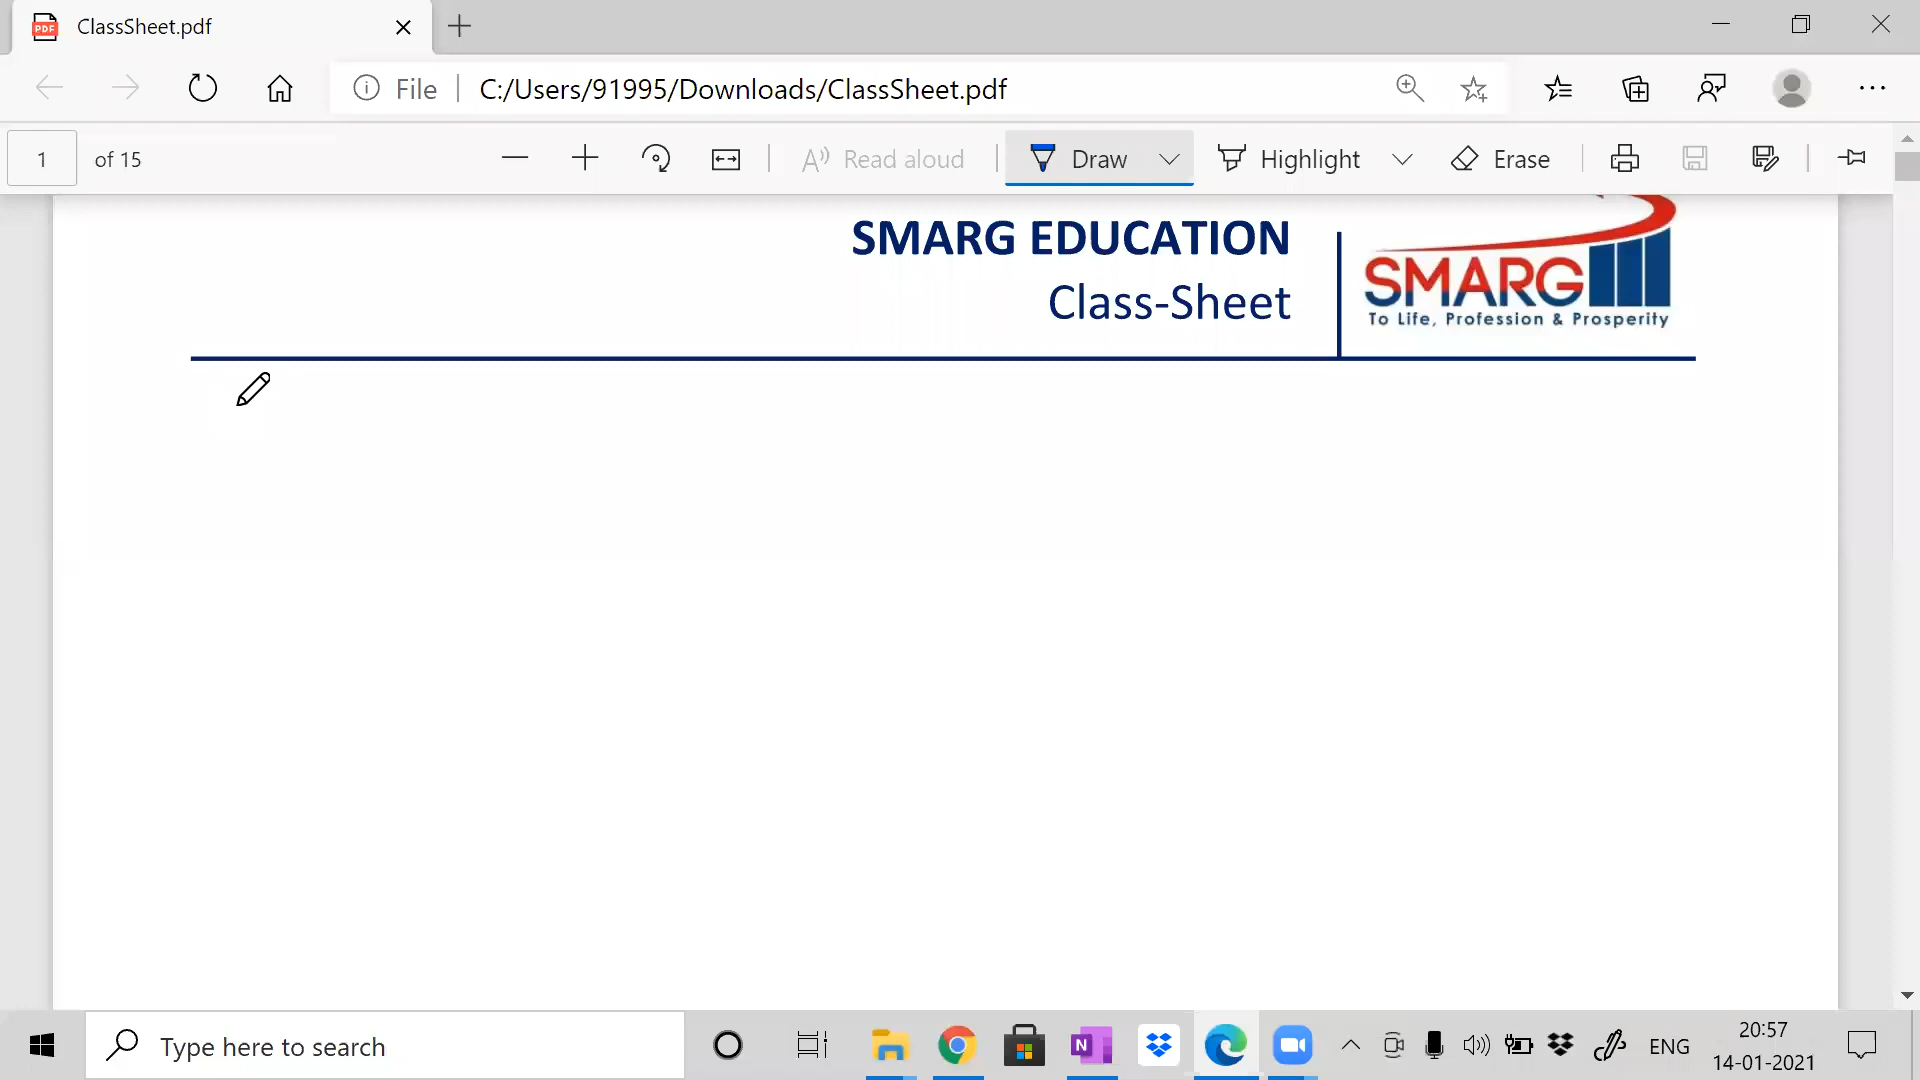 ClassSheet.pdf
File
C:/Users/91995/Downloads/ClassSheet.pdf
1 of 15
Read aloud
Draw
Highlight
Erase
SMARG EDUCATION
Class-Sheet
SMARG
To Life, Profession & Prosperity
Type here to search
ENG
20:57
14-01-2021